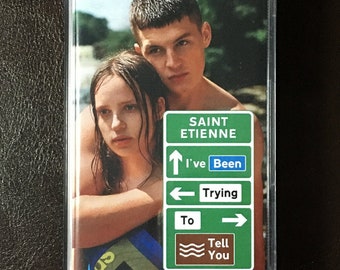 SAINT
ETIENNE
I've Been
Trying
To
Tell
You